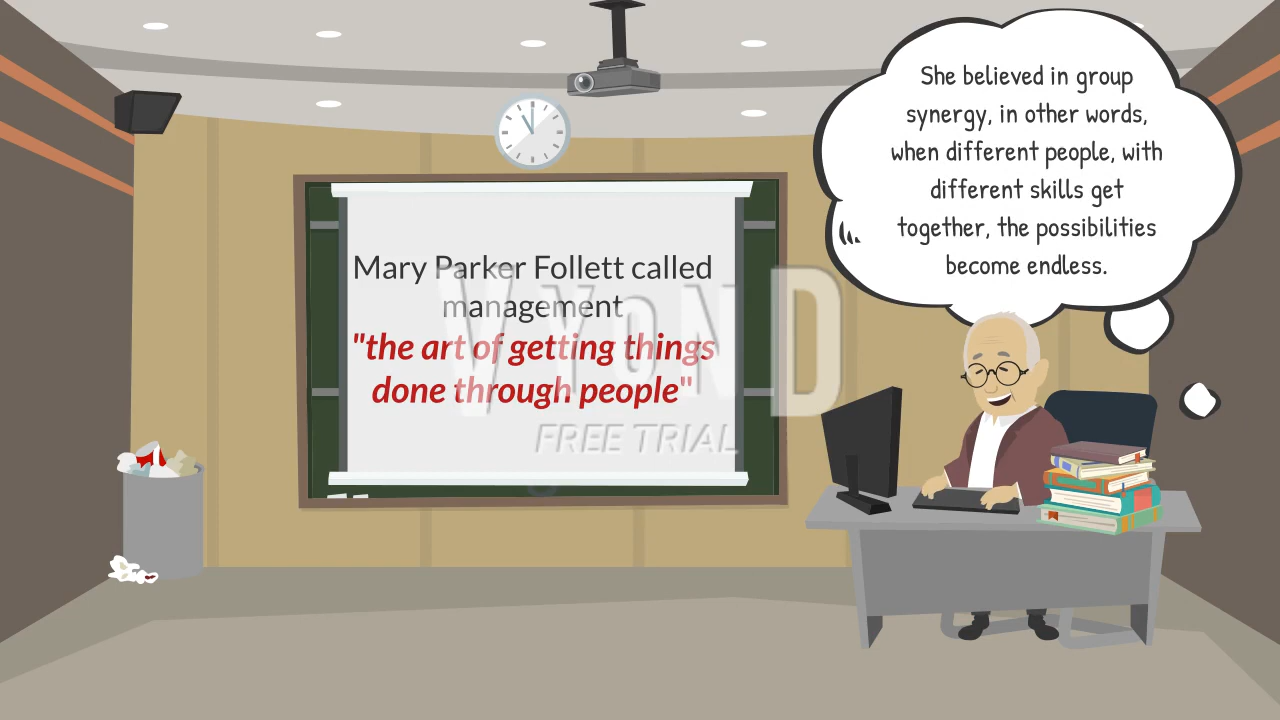 Mary Parker Follett called
management
"the art of getting things
done through people"
She believed in group
synergy, in other words,
when different people, with
different skills get
together, the possibilities
become endless.
VYOND
FREE TRIAL